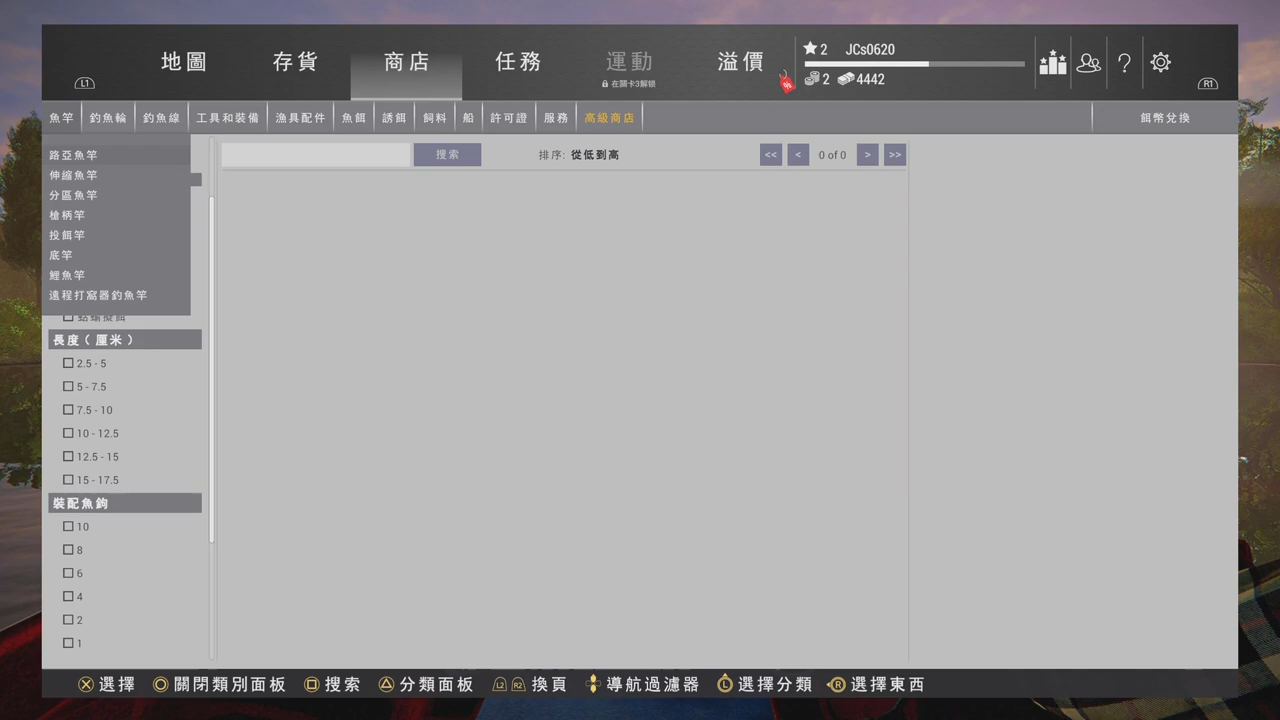 地圖 存貨 商店 任務 運動 溢價
在關卡3解鎖
2 JCs0620
2 4442
L1 R1
魚竿 釣魚輪 釣魚線 工具和裝備 漁具配件 魚餌 誘餌 飼料 船 許可證 服務 高級商店 餌幣兌換
路亞魚竿
伸縮魚竿
分區魚竿
槍柄竿
投餌竿
底竿
鯉魚竿
遠程打窩器釣魚竿
搜索 排序: 從低到高 << < 0 of 0 > >>
長度(厘米)
2.5 - 5
5 - 7.5
7.5 - 10
10 - 12.5
12.5 - 15
15 - 17.5
裝配魚鉤
10
8
6
4
2
1
選擇 關閉類別面板 搜索 分類面板 L2 R2 換頁 導航過濾器 L 選擇分類 R 選擇東西